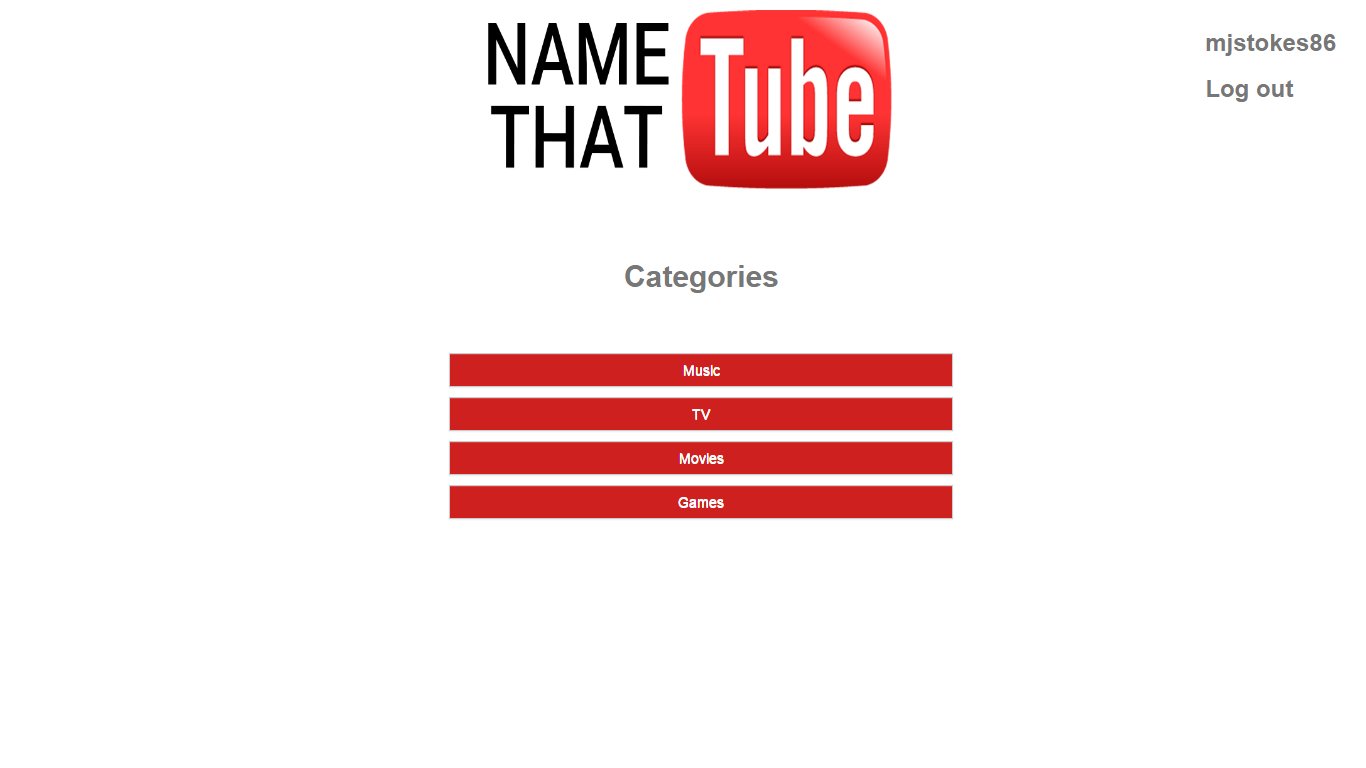 NAME
THAT
Tube
mjstokes86
Log out
Categories
Music
TV
Movies
Games